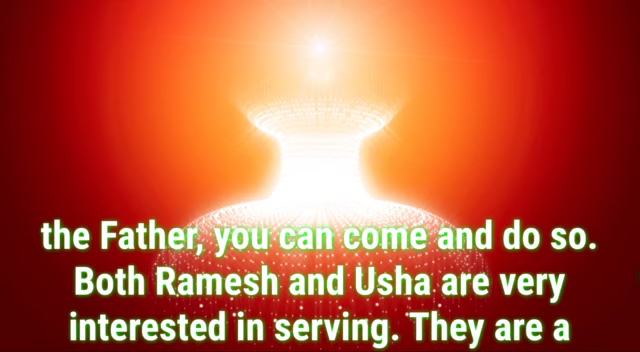 the Father, you can come and do so.
Both Ramesh and Usha are very
interested in serving. They are a